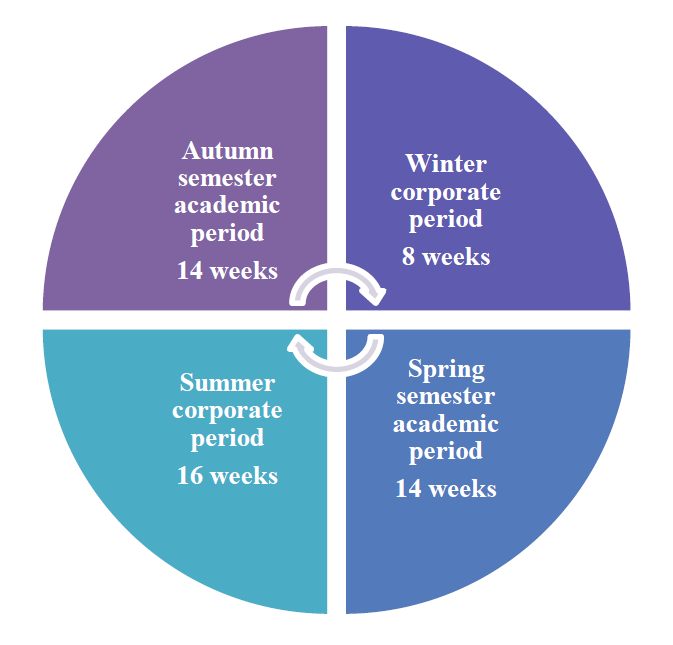 Autumn
semester
academic
period
14 weeks
Winter
corporate
period
8 weeks
Summer
corporate
period
16 weeks
Spring
semester
academic
period
14 weeks